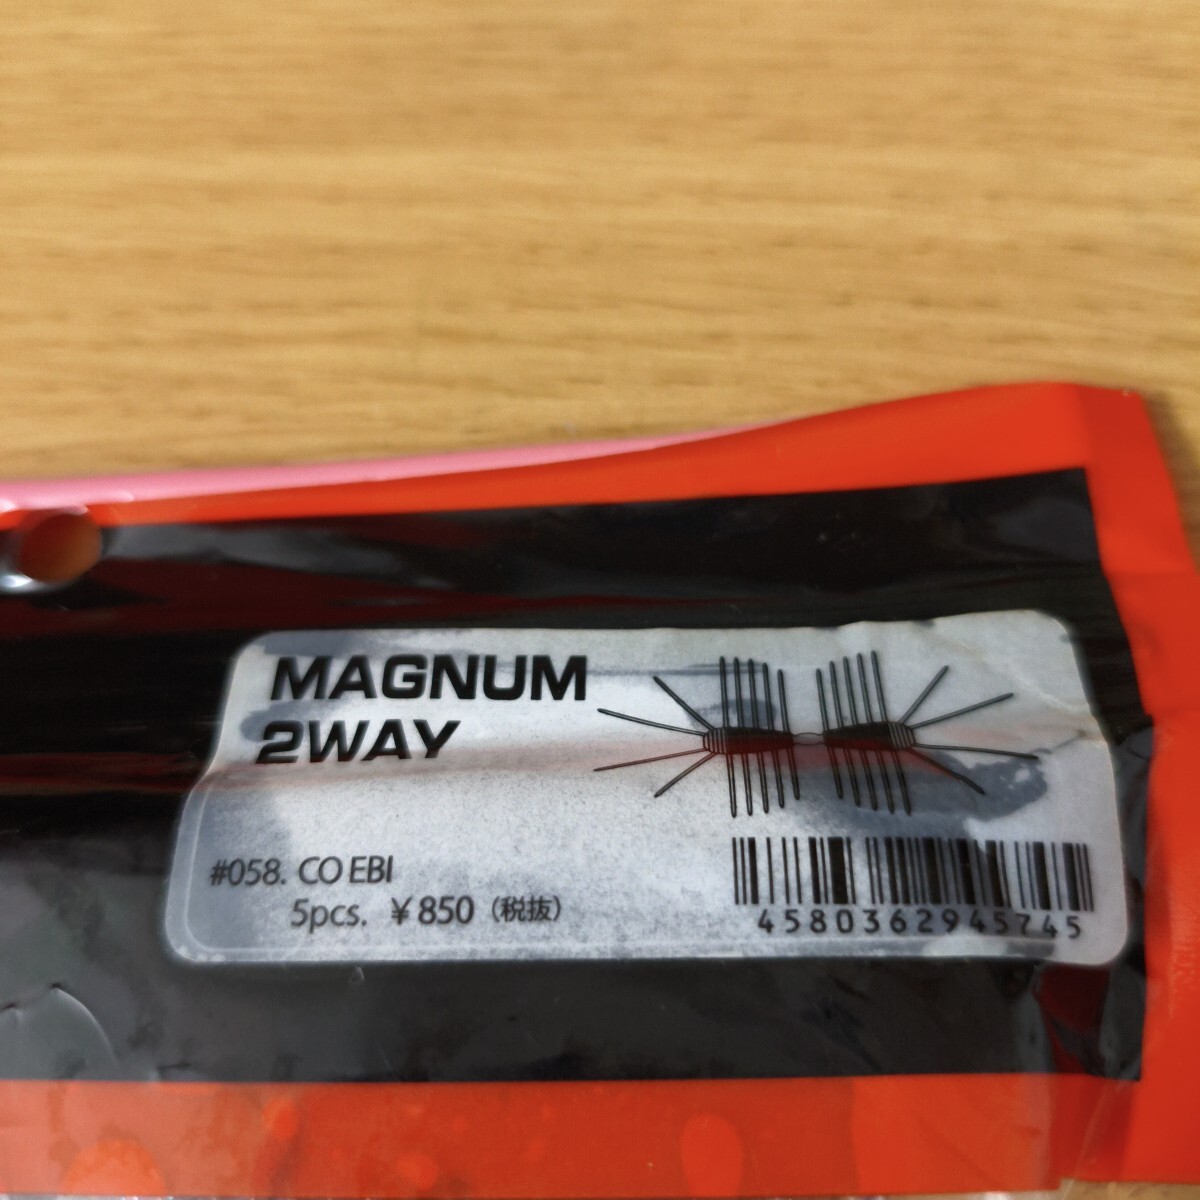 MAGNUM
2WAY
#058. CO EBI
5pcs. ￥850（税抜）
4580362945745